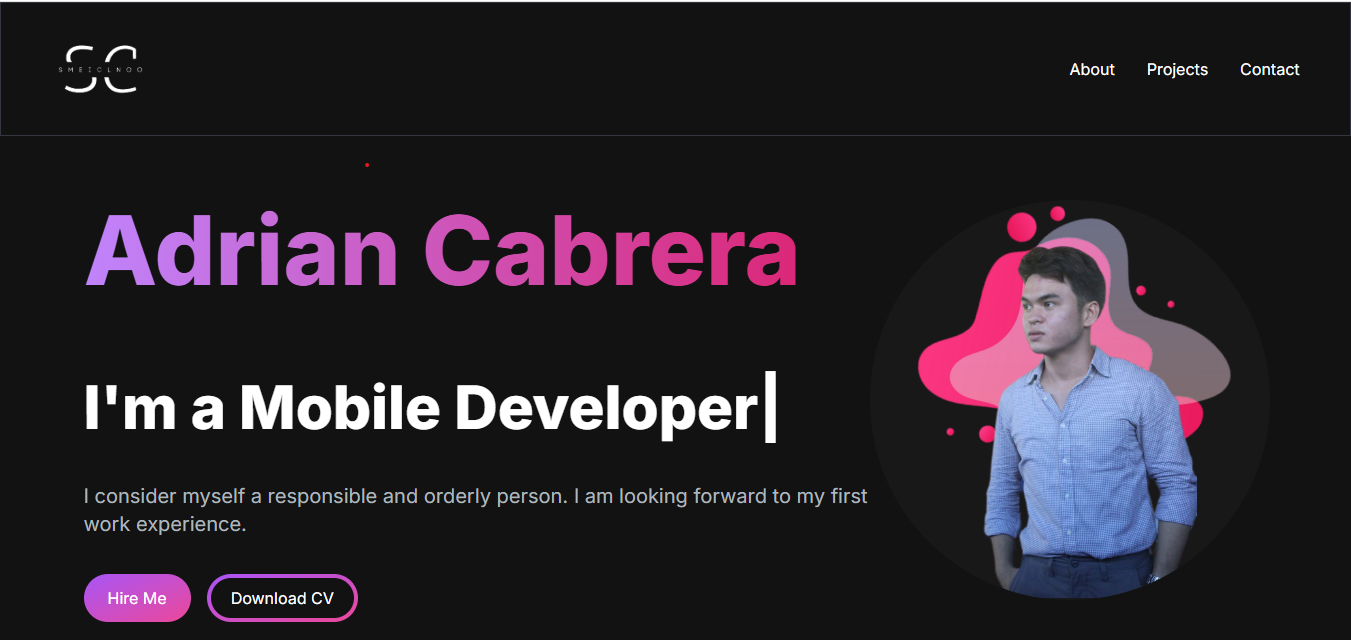 SC
SMEICLNOO
About Projects Contact
Adrian Cabrera
I'm a Mobile Developer|
I consider myself a responsible and orderly person. I am looking forward to my first
work experience.
Hire Me Download CV